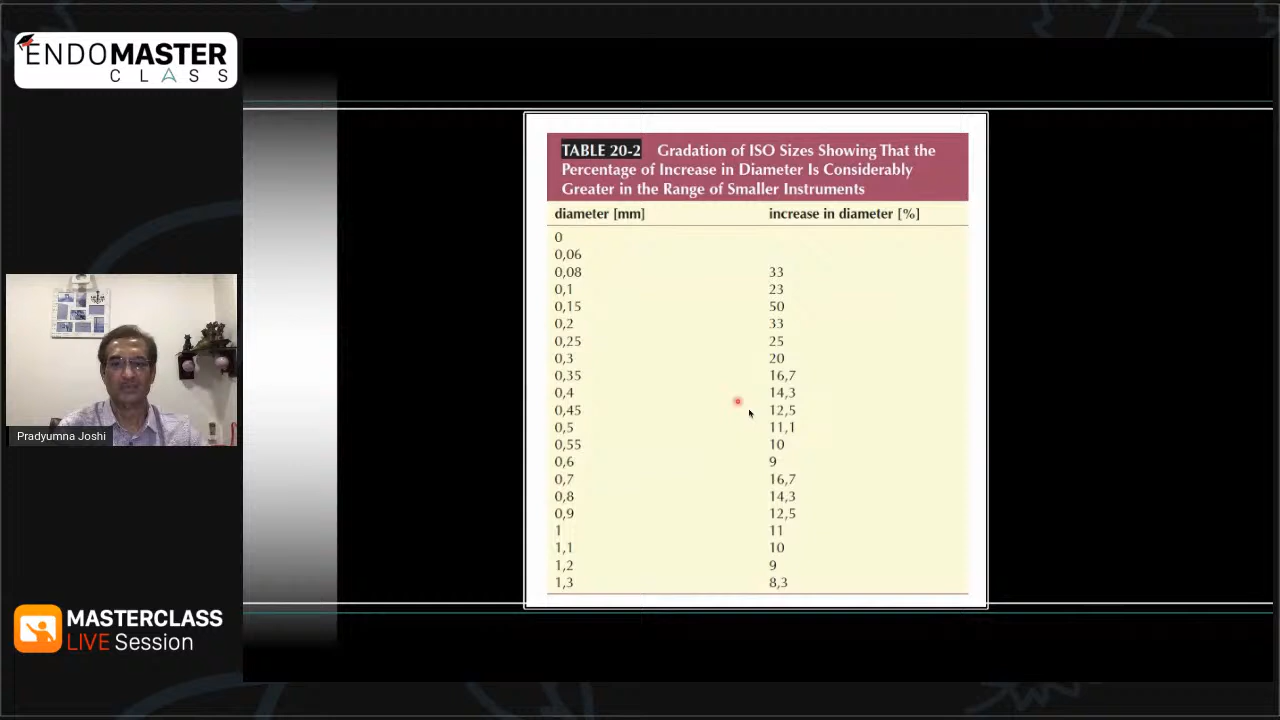 ENDOMASTER
CLASS
TABLE 20-2 Gradation of ISO Sizes Showing That the
Percentage of Increase in Diameter Is Considerably
Greater in the Range of Smaller Instruments
diameter [mm] increase in diameter [%]
0
0,06
0,08 33
0,1 23
0,15 50
0,2 33
0,25 25
0,3 20
0,35 16,7
0,4 14,3
0,45 12,5
0,5 11,1
0,55 10
0,6 9
0,7 16,7
0,8 14,3
0,9 12,5
1 11
1,1 10
1,2 9
1,3 8,3
Pradyumna Joshi
MASTERCLASS
LIVE Session